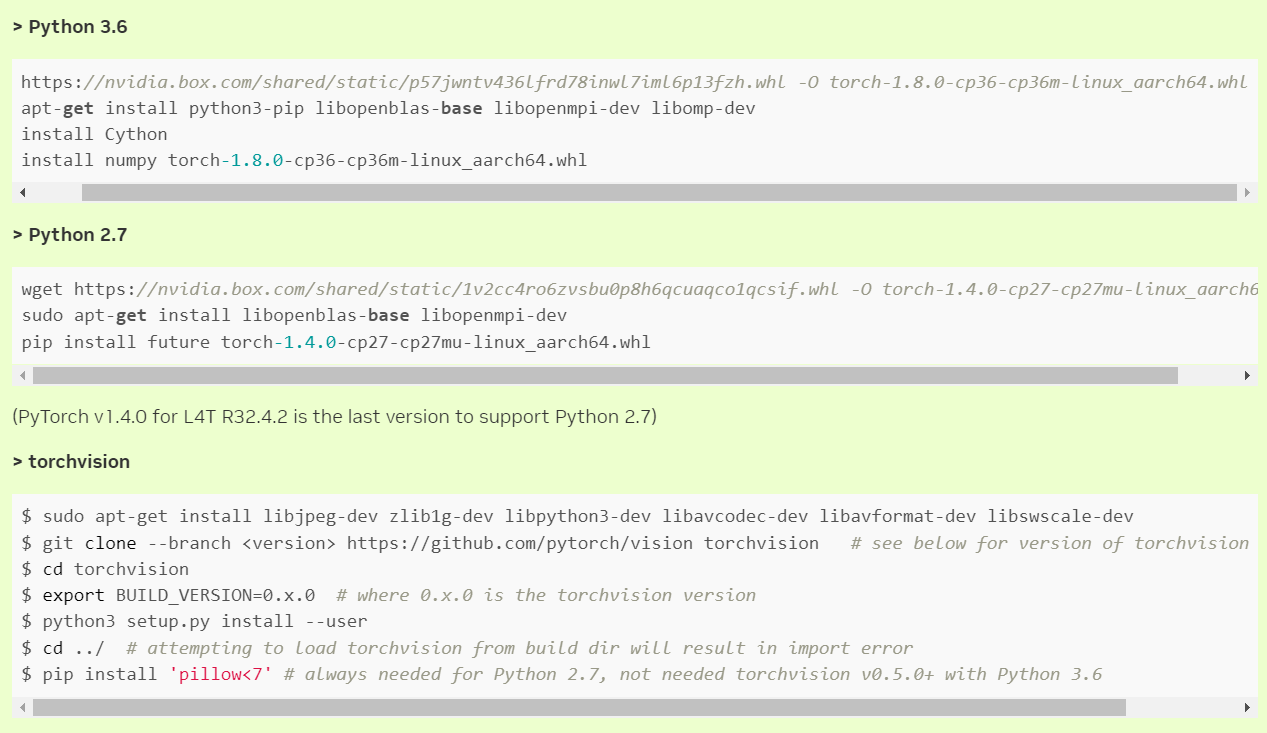 > Python 3.6
https://nvidia.box.com/shared/static/p57jwntv436lfrd78inwl7iml6p13fzh.whl -O torch-1.8.0-cp36-cp36m-linux_aarch64.whl
apt-get install python3-pip libopenblas-base libopenmpi-dev libomp-dev
install Cython
install numpy torch-1.8.0-cp36-cp36m-linux_aarch64.whl
> Python 2.7
wget https://nvidia.box.com/shared/static/1v2cc4ro6zvsbu0p8h6qcuaqco1qcsif.whl -O torch-1.4.0-cp27-cp27mu-linux_aarch6
sudo apt-get install libopenblas-base libopenmpi-dev
pip install future torch-1.4.0-cp27-cp27mu-linux_aarch64.whl
(PyTorch v1.4.0 for L4T R32.4.2 is the last version to support Python 2.7)
> torchvision
$ sudo apt-get install libjpeg-dev zlib1g-dev libpython3-dev libavcodec-dev libavformat-dev libswscale-dev
$ git clone --branch <version> https://github.com/pytorch/vision torchvision   # see below for version of torchvision
$ cd torchvision
$ export BUILD_VERSION=0.x.0  # where 0.x.0 is the torchvision version
$ python3 setup.py install --user
$ cd ../  # attempting to load torchvision from build dir will result in import error
$ pip install 'pillow<7' # always needed for Python 2.7, not needed torchvision v0.5.0+ with Python 3.6